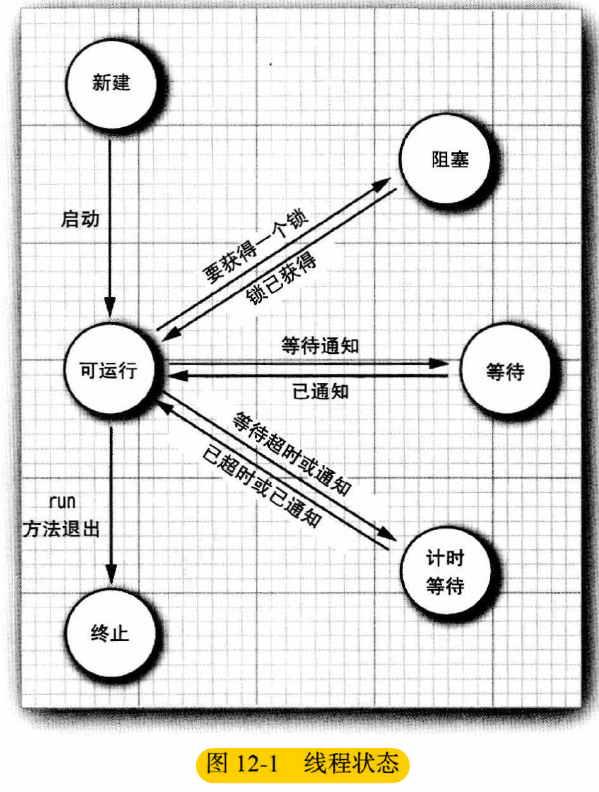 新建
阻塞
启动
要获得一个锁
锁已获得
可运行
等待通知
已通知
等待
等待超时或通知
已超时或已通知
run
方法退出
计时
等待
终止
图 12-1 线程状态